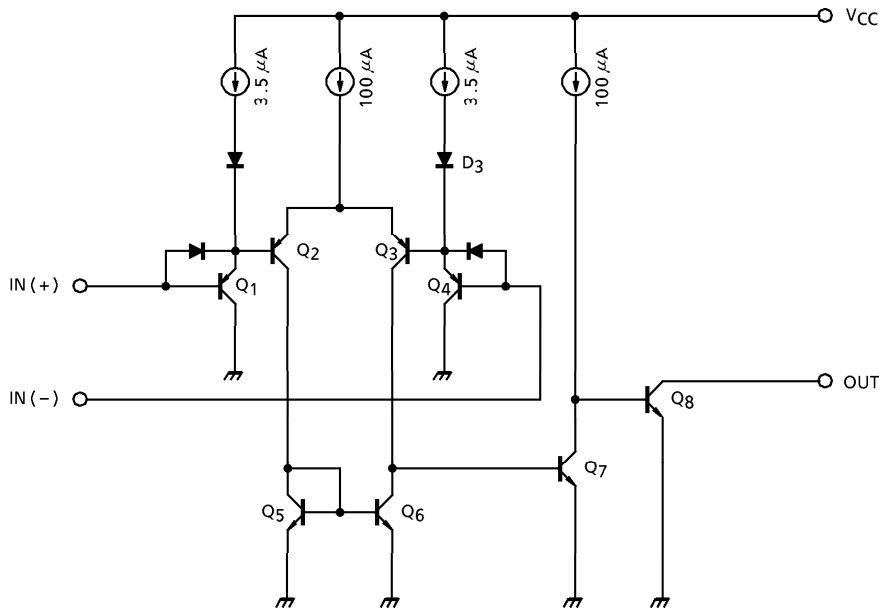 VCC
3.5 μA
100 μA
3.5 μA
100 μA
D3
Q2
Q3
IN(+)
Q1
Q4
IN(-)
OUT
Q8
Q7
Q5
Q6